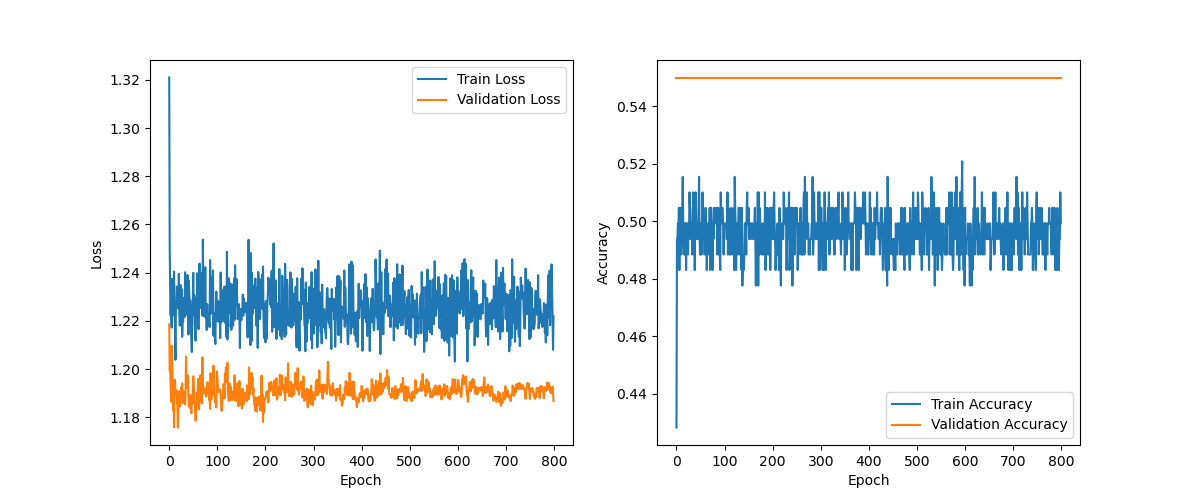 Train Loss
Validation Loss
1.32
1.30
1.28
1.26
1.24
1.22
1.20
1.18
Loss
0 100 200 300 400 500 600 700 800
Epoch
0.54
0.52
0.50
0.48
0.46
0.44
Accuracy
Train Accuracy
Validation Accuracy
0 100 200 300 400 500 600 700 800
Epoch